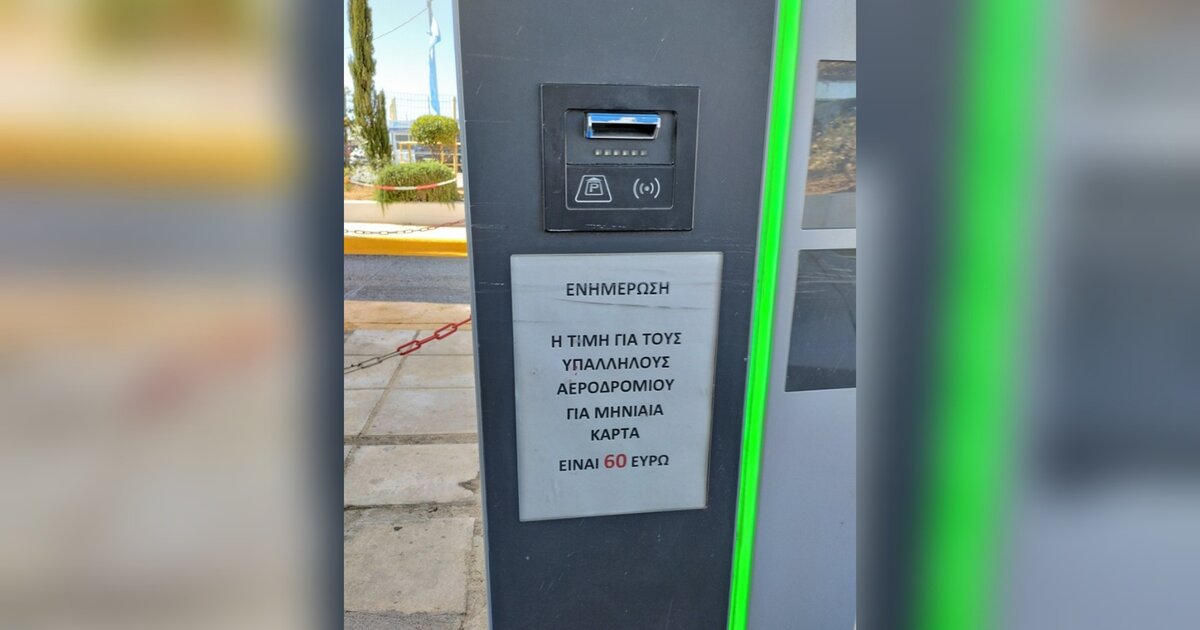 P
ΕΝΗΜΕΡΩΣΗ
Η ΤΙΜΗ ΓΙΑ ΤΟΥΣ
ΥΠΑΛΛΗΛΟΥΣ
ΑΕΡΟΔΡΟΜΙΟΥ
ΓΙΑ ΜΗΝΙΑΙΑ
ΚΑΡΤΑ
ΕΙΝΑΙ 60 ΕΥΡΩ